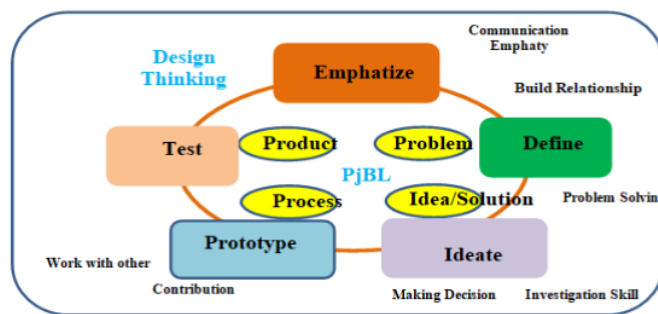 Communication
Emphaty
Design
Thinking
Emphatize
Build Relationship
Test
Product
Problem
Define
PjBL
Process
Idea/Solution
Problem Solvin
Prototype
Ideate
Work with other
Contribution
Making Decision
Investigation Skill